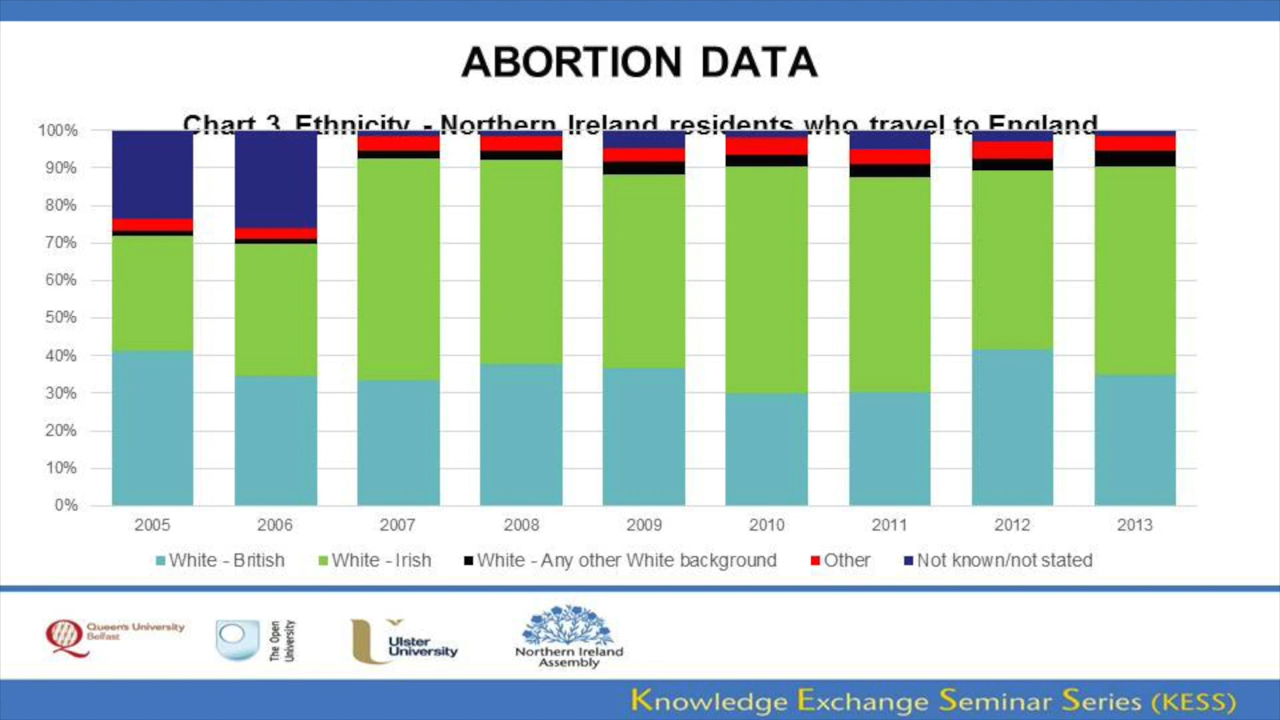 ABORTION DATA
Chart 3 Ethnicity - Northern Ireland residents who travel to England
100%
90%
80%
70%
60%
50%
40%
30%
20%
10%
0%
2005 2006 2007 2008 2009 2010 2011 2012 2013
White - British White - Irish White - Any other White background Other Not known/not stated
Queen's University
Belfast
The Open
University
Ulster
University
Northern Ireland
Assembly
Knowledge Exchange Seminar Series (KESS)